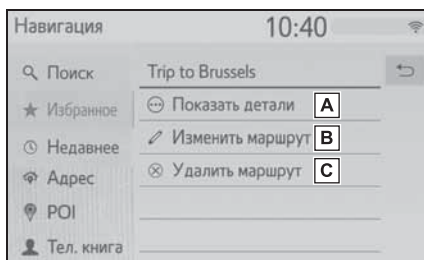 Навигация 10:40
Поиск
Избранное
Недавнее
Адрес
POI
Тел. книга
Trip to Brussels
Показать детали A
Изменить маршрут B
Удалить маршрут C